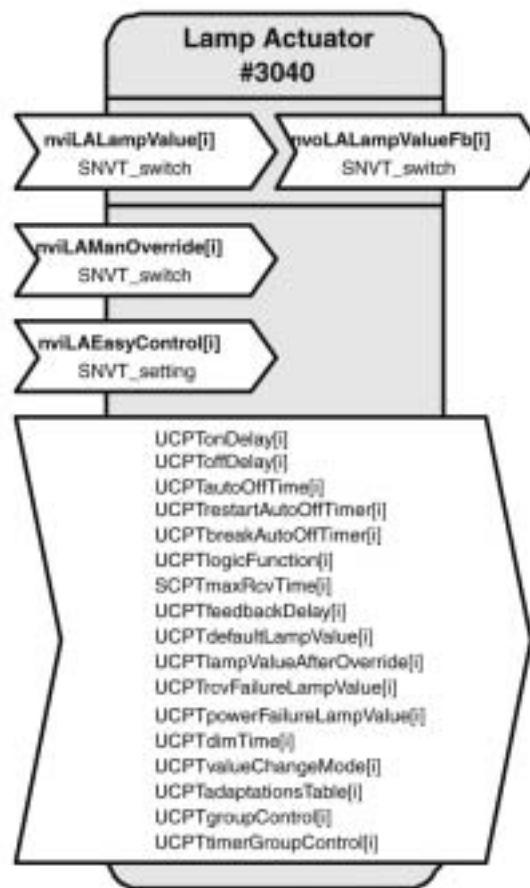 Lamp Actuator
#3040
nviLALampValue[i]
SNVT_switch
nvoLALampValueFb[i]
SNVT_switch
nviLAManOverride[i]
SNVT_switch
nviLAEasyControl[i]
SNVT_setting
UCPTonDelay[i]
UCPToffDelay[i]
UCPTautoOffTime[i]
UCPTrestartAutoOffTimer[i]
UCPTbreakAutoOffTimer[i]
UCPTlogicFunction[i]
SCPTmaxRcvTime[i]
UCPTfeedbackDelay[i]
UCPTdefaultLampValue[i]
UCPTlampValueAfterOverride[i]
UCPTrcvFailureLampValue[i]
UCPTpowerFailureLampValue[i]
UCPTdimTime[i]
UCPTvalueChangeMode[i]
UCPTadaptationsTable[i]
UCPTgroupControl[i]
UCPTtimerGroupControl[i]